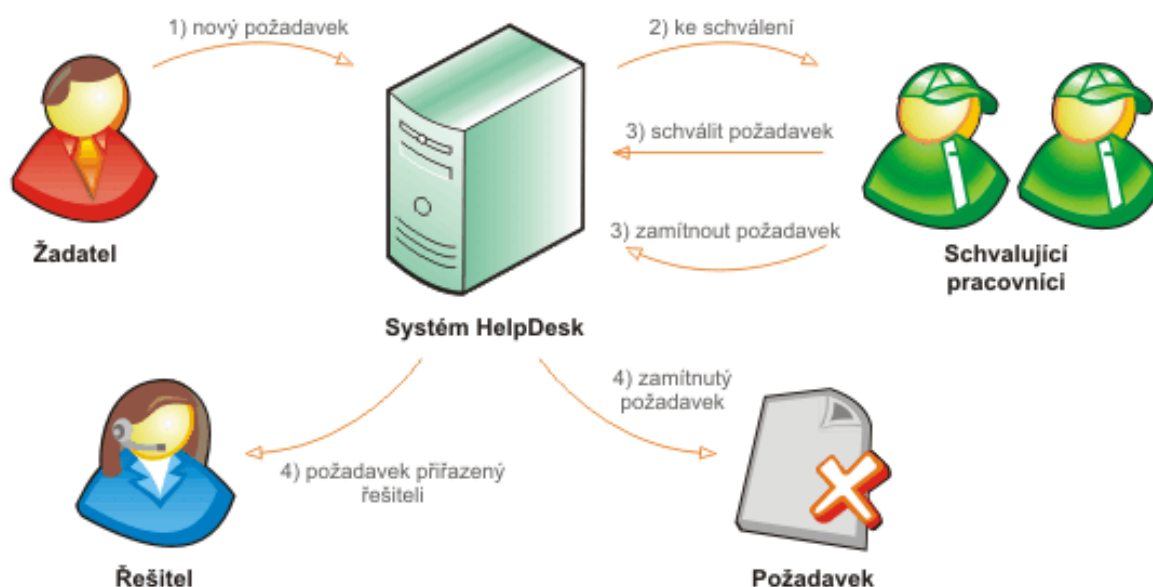 1) nový požadavek
2) ke schválení
3) schválit požadavek
3) zamítnout požadavek
Žadatel
Schvalující
pracovníci
Systém HelpDesk
4) zamítnutý
požadavek
4) požadavek přiřazený
řešiteli
Řešitel
Požadavek